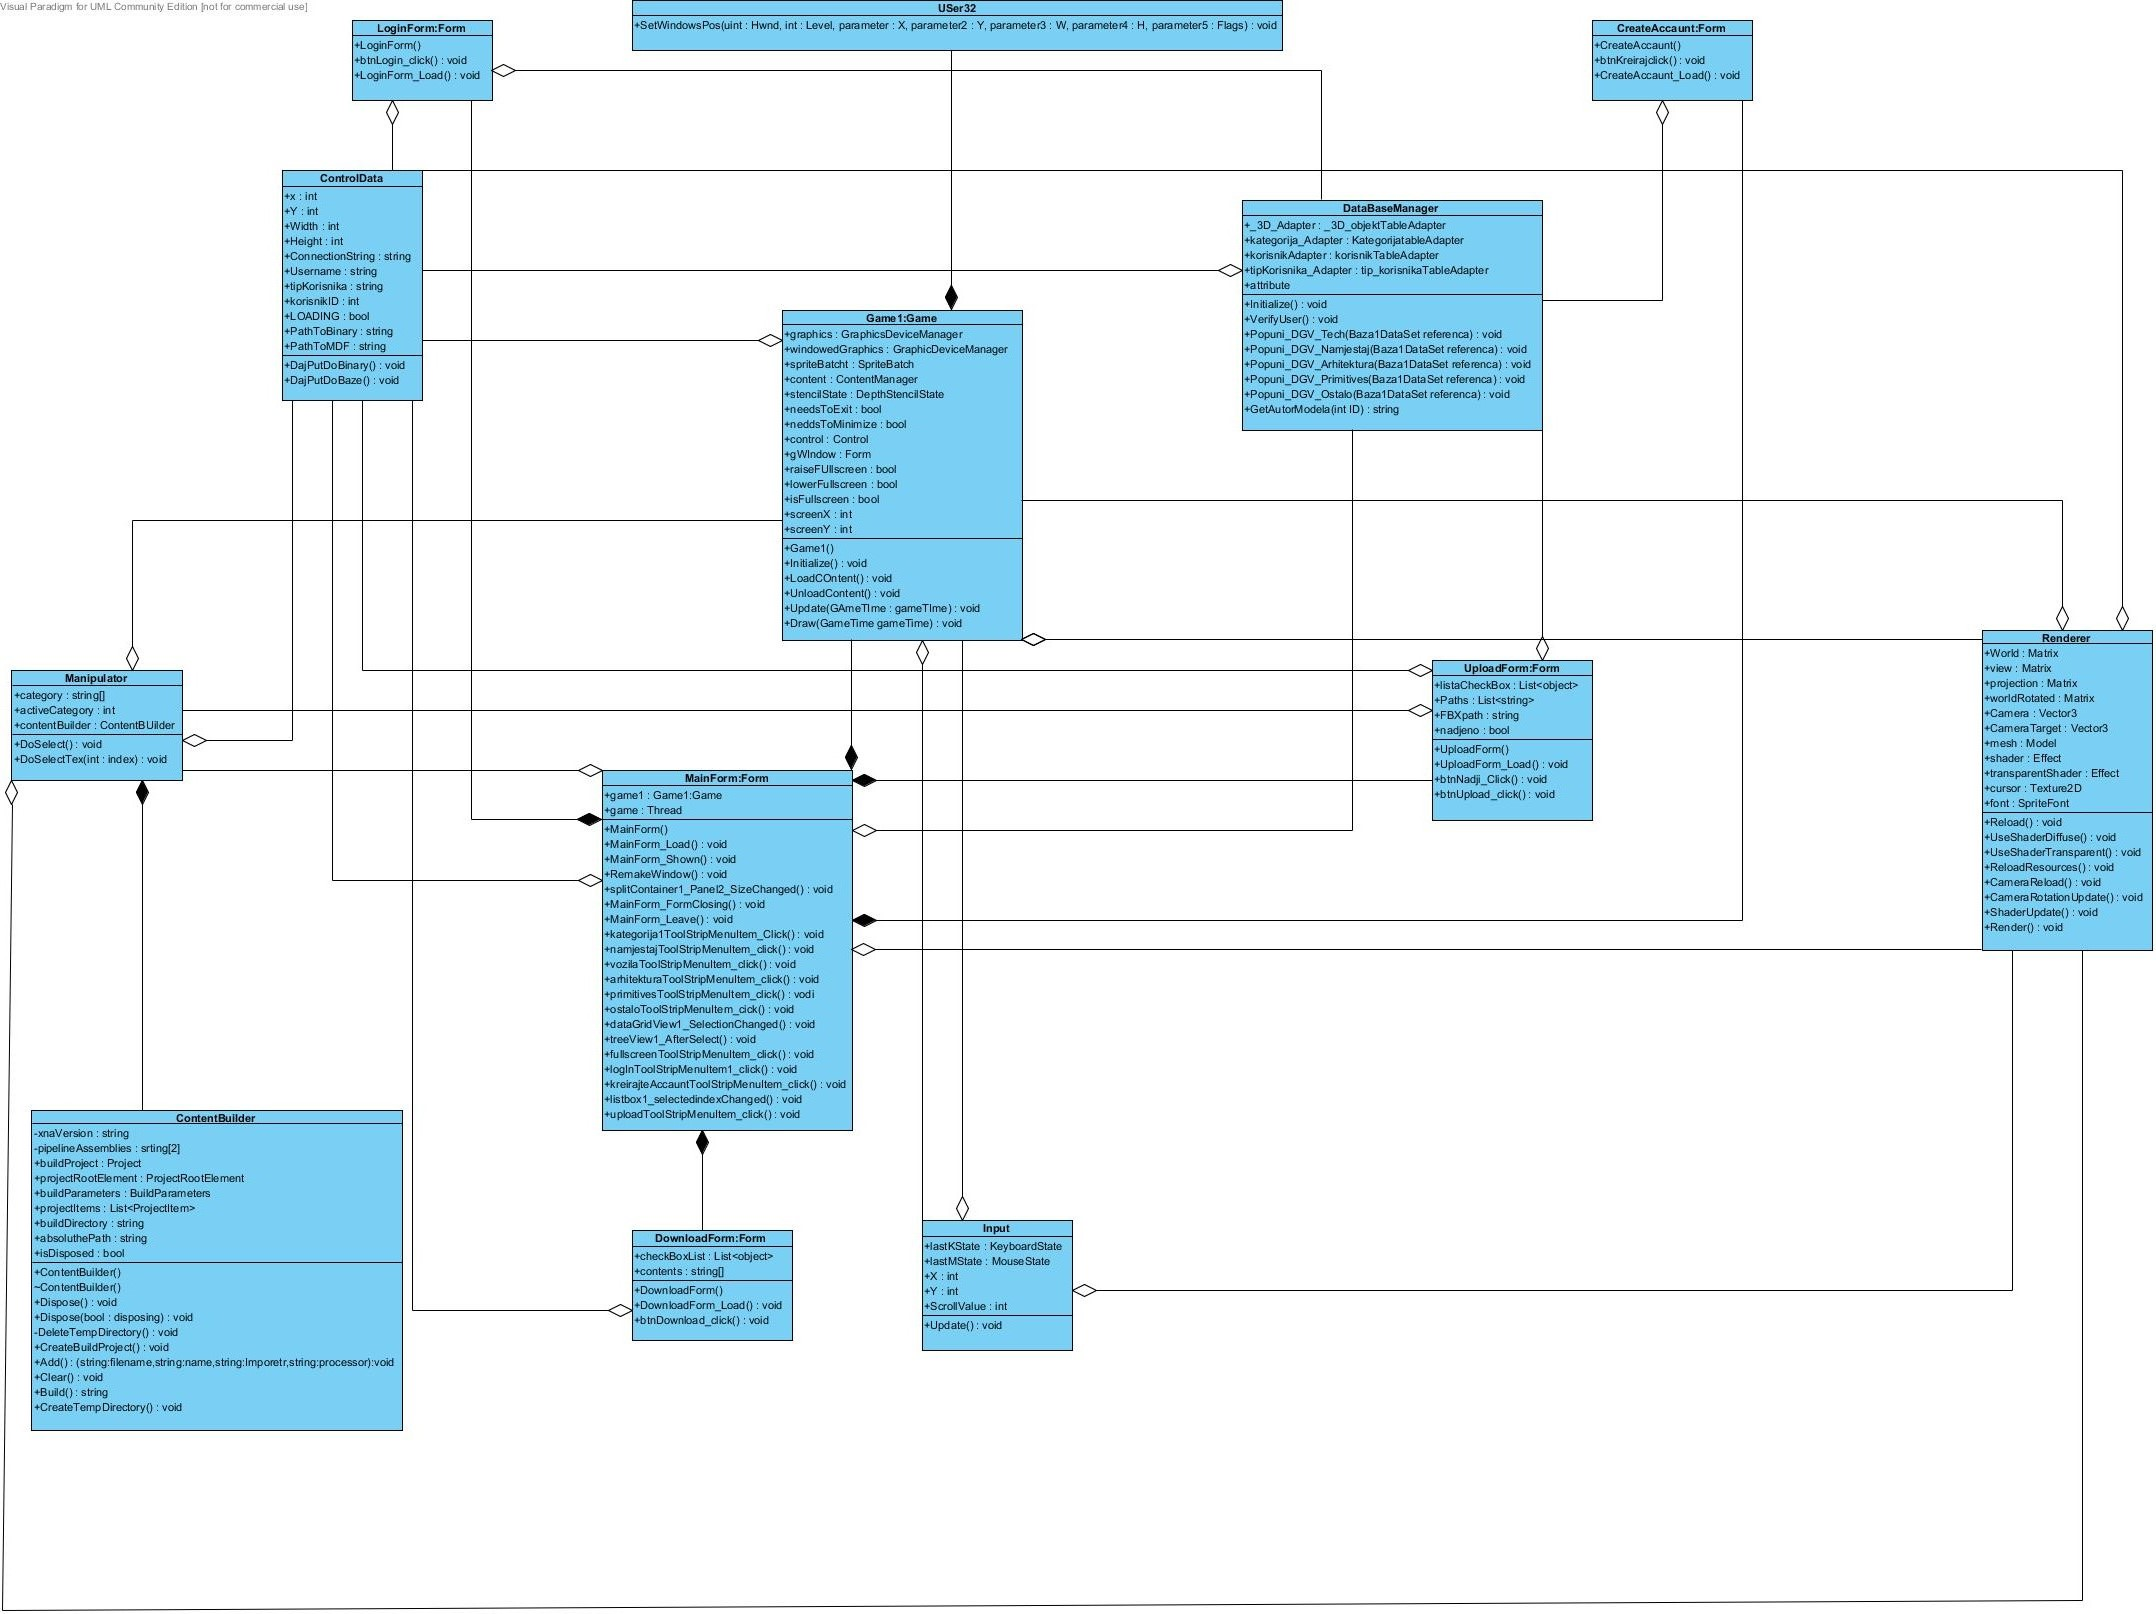 Visual Paradigm for UML Community Edition [not for commercial use]
USer32
+SetWindowsPos(uint : Hwnd, int : Level, parameter : X, parameter2 : Y, parameter3 : W, parameter4 : H, parameter5 : Flags) : void
LoginForm:Form
+LoginForm()
+btnLogin_click() : void
+LoginForm_Load() : void
CreateAccaunt:Form
+CreateAccaunt()
+btnKreirajclick() : void
+CreateAccaunt_Load() : void
ControlData
+x : int
+Y : int
+Width : int
+Height : int
+ConnectionString : string
+Username : string
+tipKorisnika : string
+korisnikID : int
+LOADING : bool
+PathToBinary : string
+PathToMDF : string
+DajPutDoBinary() : void
+DajPutDoBaze() : void
DataBaseManager
+_3D_Adapter : _3D_objektTableAdapter
+kategorija_Adapter : KategorijatableAdapter
+korisnikAdapter : korisnikTableAdapter
+tipKorisnika_Adapter : tip_korisnikaTableAdapter
+attribute
+Initialize() : void
+VerifyUser() : void
+Popuni_DGV_Tech(Baza1DataSet referenca) : void
+Popuni_DGV_Namjestaj(Baza1DataSet referenca) : void
+Popuni_DGV_Arhitektura(Baza1DataSet referenca) : void
+Popuni_DGV_Primitives(Baza1DataSet referenca) : void
+Popuni_DGV_Ostalo(Baza1DataSet referenca) : void
+GetAutorModela(int ID) : string
Game1:Game
+graphics : GraphicsDeviceManager
+windowedGraphics : GraphicDeviceManager
+spriteBatcht : SpriteBatch
+content : ContentManager
+stencilState : DepthStencilState
+needsToExit : bool
+neddsToMinimize : bool
+control : Control
+gWIndow : Form
+raiseFUllscreen : bool
+lowerFullscreen : bool
+isFullscreen : bool
+screenX : int
+screenY : int
+Game1()
+Initialize() : void
+LoadCOntent() : void
+UnloadContent() : void
+Update(GAmeTIme : gameTIme) : void
+Draw(GameTime gameTime) : void
Manipulator
+category : string[]
+activeCategory : int
+contentBuilder : ContentBUilder
+DoSelect() : void
+DoSelectTex(int : index) : void
UploadForm:Form
+listaCheckBox : List<object>
+Paths : List<string>
+FBXpath : string
+nadjeno : bool
+UploadForm()
+UploadForm_Load() : void
+btnNadji_Click() : void
+btnUpload_click() : void
Renderer
+World : Matrix
+view : Matrix
+projection : Matrix
+worldRotated : Matrix
+Camera : Vector3
+CameraTarget : Vector3
+mesh : Model
+shader : Effect
+transparentShader : Effect
+cursor : Texture2D
+font : SpriteFont
+Reload() : void
+UseShaderDiffuse() : void
+UseShaderTransparent() : void
+ReloadResources() : void
+CameraReload() : void
+CameraRotationUpdate() : void
+ShaderUpdate() : void
+Render() : void
MainForm:Form
+game1 : Game1:Game
+game : Thread
+MainForm()
+MainForm_Load() : void
+MainForm_Shown() : void
+RemakeWindow() : void
+splitContainer1_Panel2_SizeChanged() : void
+MainForm_FormClosing() : void
+MainForm_Leave() : void
+kategorija1ToolStripMenuItem_Click() : void
+namjestajToolStripMenuItem_click() : void
+vozilaToolStripMenuItem_click() : void
+arhitekturaToolStripMenuItem_click() : void
+primitivesToolStripMenuItem_click() : vodi
+ostaloToolStripMenuItem_cick() : void
+dataGridView1_SelectionChanged() : void
+treeView1_AfterSelect() : void
+fullscreenToolStripMenuItem_click() : void
+logInToolStripMenuItem1_click() : void
+kreirajteAccauntToolStripMenuItem_click() : void
+listbox1_selectedindexChanged() : void
+uploadToolStripMenuItem_click() : void
ContentBuilder
-xnaVersion : string
-pipelineAssemblies : srting[2]
+buildProject : Project
+projectRootElement : ProjectRootElement
+buildParameters : BuildParameters
+projectItems : List<ProjectItem>
+buildDirectory : string
+absoluthePath : string
+isDisposed : bool
+ContentBuilder()
~ContentBuilder()
+Dispose() : void
+Dispose(bool : disposing) : void
-DeleteTempDirectory() : void
+CreateBuildProject() : void
+Add() : (string:filename,string:name,string:Imporetr,string:processor):void
+Clear() : void
+Build() : string
+CreateTempDirectory() : void
DownloadForm:Form
+checkBoxList : List<object>
+contents : string[]
+DownloadForm()
+DownloadForm_Load() : void
+btnDownload_click() : void
Input
+lastKState : KeyboardState
+lastMState : MouseState
+X : int
+Y : int
+ScrollValue : int
+Update() : void